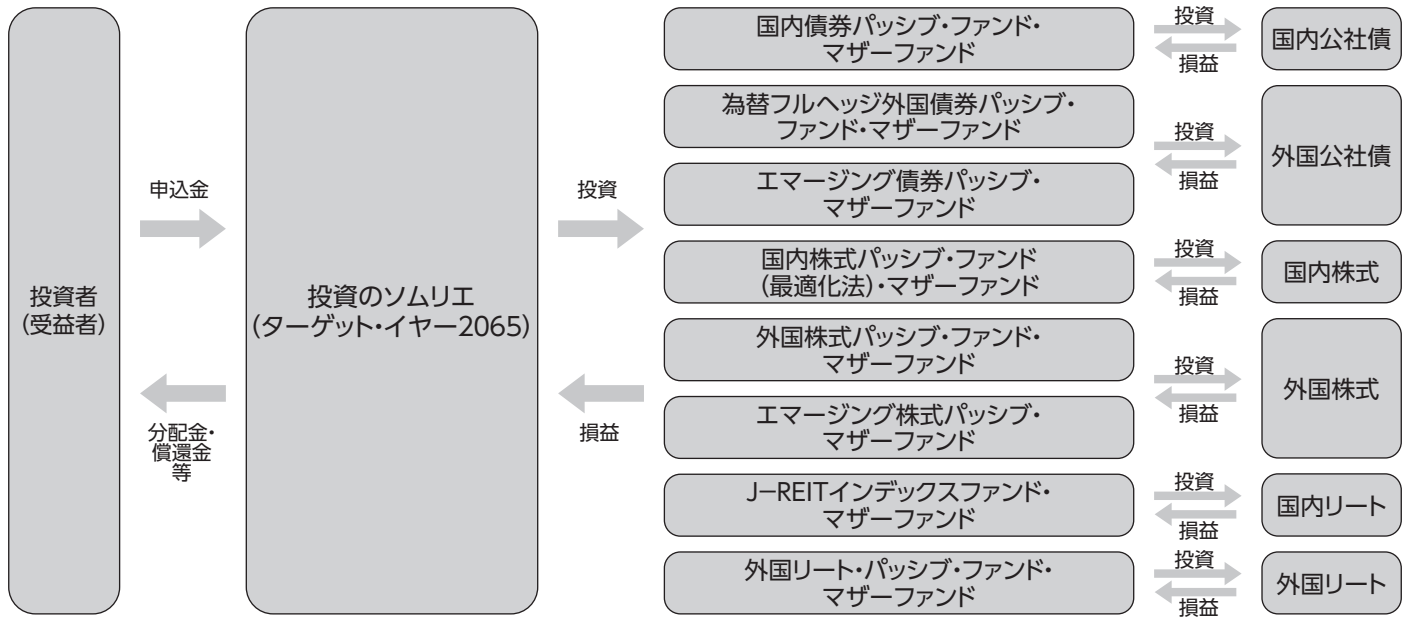 投資者
(受益者)
申込金
分配金・
償還金
等
投資のソムリエ
(ターゲット・イヤー2065)
投資
損益
国内債券パッシブ・ファンド・
マザーファンド
投資
損益
国内公社債
為替フルヘッジ外国債券パッシブ・
ファンド・マザーファンド
エマージング債券パッシブ・
マザーファンド
投資
損益
外国公社債
国内株式パッシブ・ファンド
(最適化法)・マザーファンド
投資
損益
国内株式
外国株式パッシブ・ファンド・
マザーファンド
エマージング株式パッシブ・
マザーファンド
投資
損益
外国株式
J−REITインデックスファンド・
マザーファンド
投資
損益
国内リート
外国リート・パッシブ・ファンド・
マザーファンド
投資
損益
外国リート